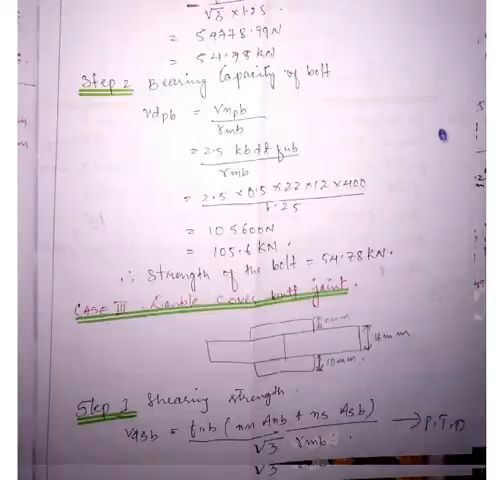 √3 × 1.25
= 54778.99N
= 54.78 KN
Step 2 Bearing Capacity of bolt
Vdpb = Vnpb
γmb
= 2.5 kb dt fub
γmb
= 2.5 × 0.5 × 22 × 12 × 400
1.25
= 105600N
= 105.6 KN.
∴ Strength of the bolt = 54.78 KN.
CASE III Double cover butt joint.
10mm
16mm
10mm
Step 1 Shearing strength.
Vdsb = fub (nn Anb + ns Asb)
√3 γmb
→ P.T.O
√3